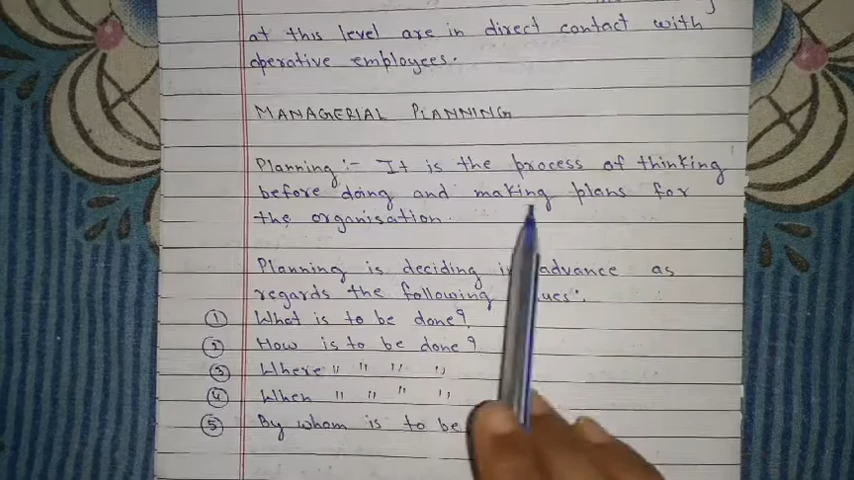 at this level are in direct contact with
operative employees.
MANAGERIAL PLANNING
Planning :- It is the process of thinking
before doing and making plans for
the organisation.
Planning is deciding in advance as
regards the following
① What is to be done?
② How is to be done?
③ Where " " " "
④ When " " " "
⑤ By whom is to be